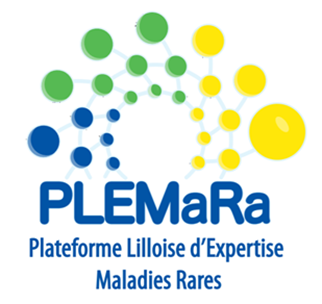 PLEMaRa
Plateforme Lilloise d'Expertise
Maladies Rares